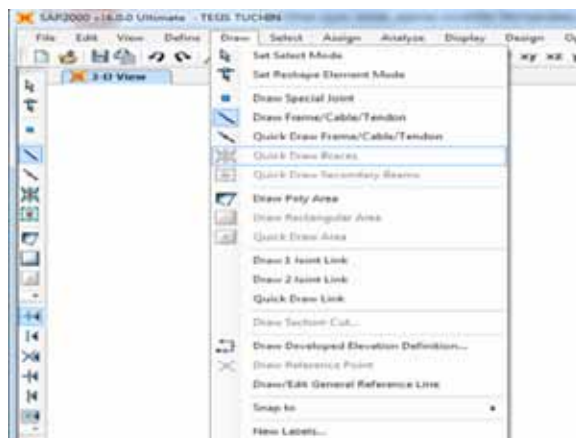 SAP2000 v16.0.0 Ultimate - TEGS TUCHIN
File Edit View Define Draw Select Assign Analyze Display Design
xy xz
3-D View
Set Select Mode
Set Reshape Element Mode
Draw Special Joint
Draw Frame/Cable/Tendon
Quick Draw Frame/Cable/Tendon
Quick Draw Braces
Quick Draw Secondary Beams
Draw Poly Area
Draw Rectangular Area
Quick Draw Area
Draw 1 Joint Link
Draw 2 Joint Link
Quick Draw Link
Draw Section Cut...
Draw Developed Elevation Definition...
Draw Reference Point
Draw/Edit General Reference Line
Snap to
New Labels...